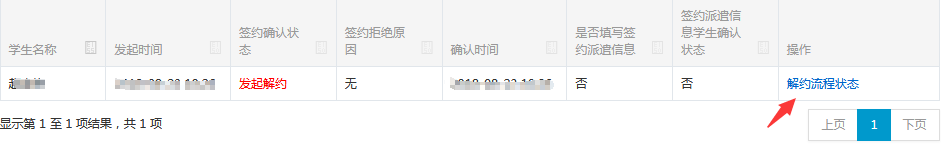 学生名称
发起时间
签约确认状态
签约拒绝原因
确认时间
是否填写签约派遣信息
签约派遣信息学生确认状态
操作
发起解约
无
否
否
解约流程状态
显示第 1 至 1 项结果，共 1 项
上页
1
下页